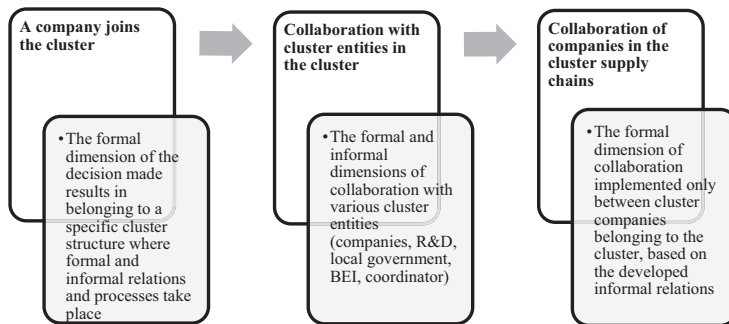 A company joins
the cluster
•The formal
dimension of the
decision made
results in
belonging to a
specific cluster
structure where
formal and
informal relations
and processes take
place
Collaboration with
cluster entities in
the cluster
•The formal and
informal
dimensions of
collaboration with
various cluster
entities
(companies, R&D,
local government,
BEI, coordinator)
Collaboration of
companies in the
cluster supply
chains
•The formal
dimension of
collaboration
implemented only
between cluster
companies
belonging to the
cluster, based on
the developed
informal relations